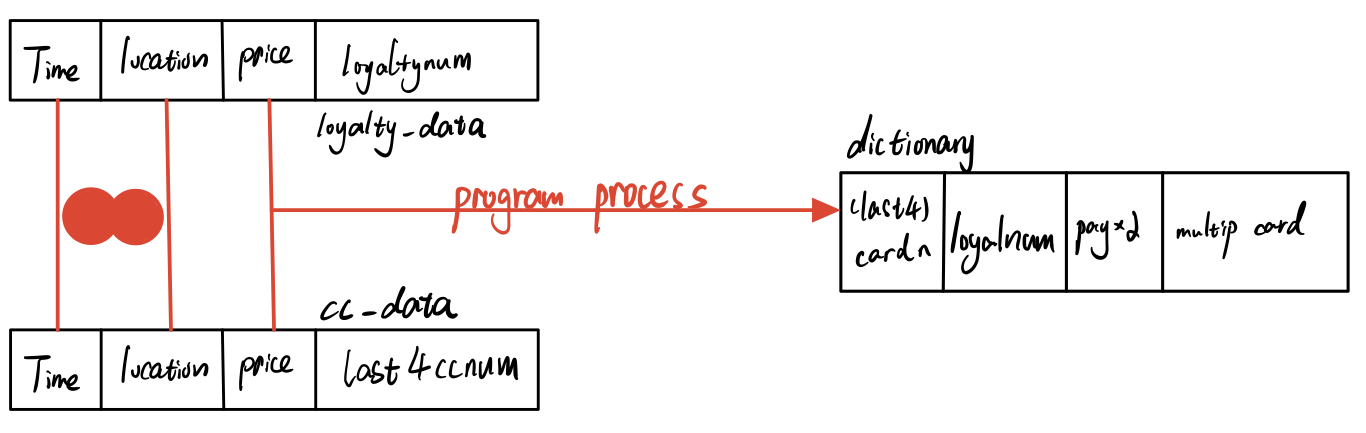 Time location price loyaltynum
loyalty_data
dictionary
program process
(last4)
card n
loyalnum
pay×2
multip card
cc_data
Time location price last4ccnum